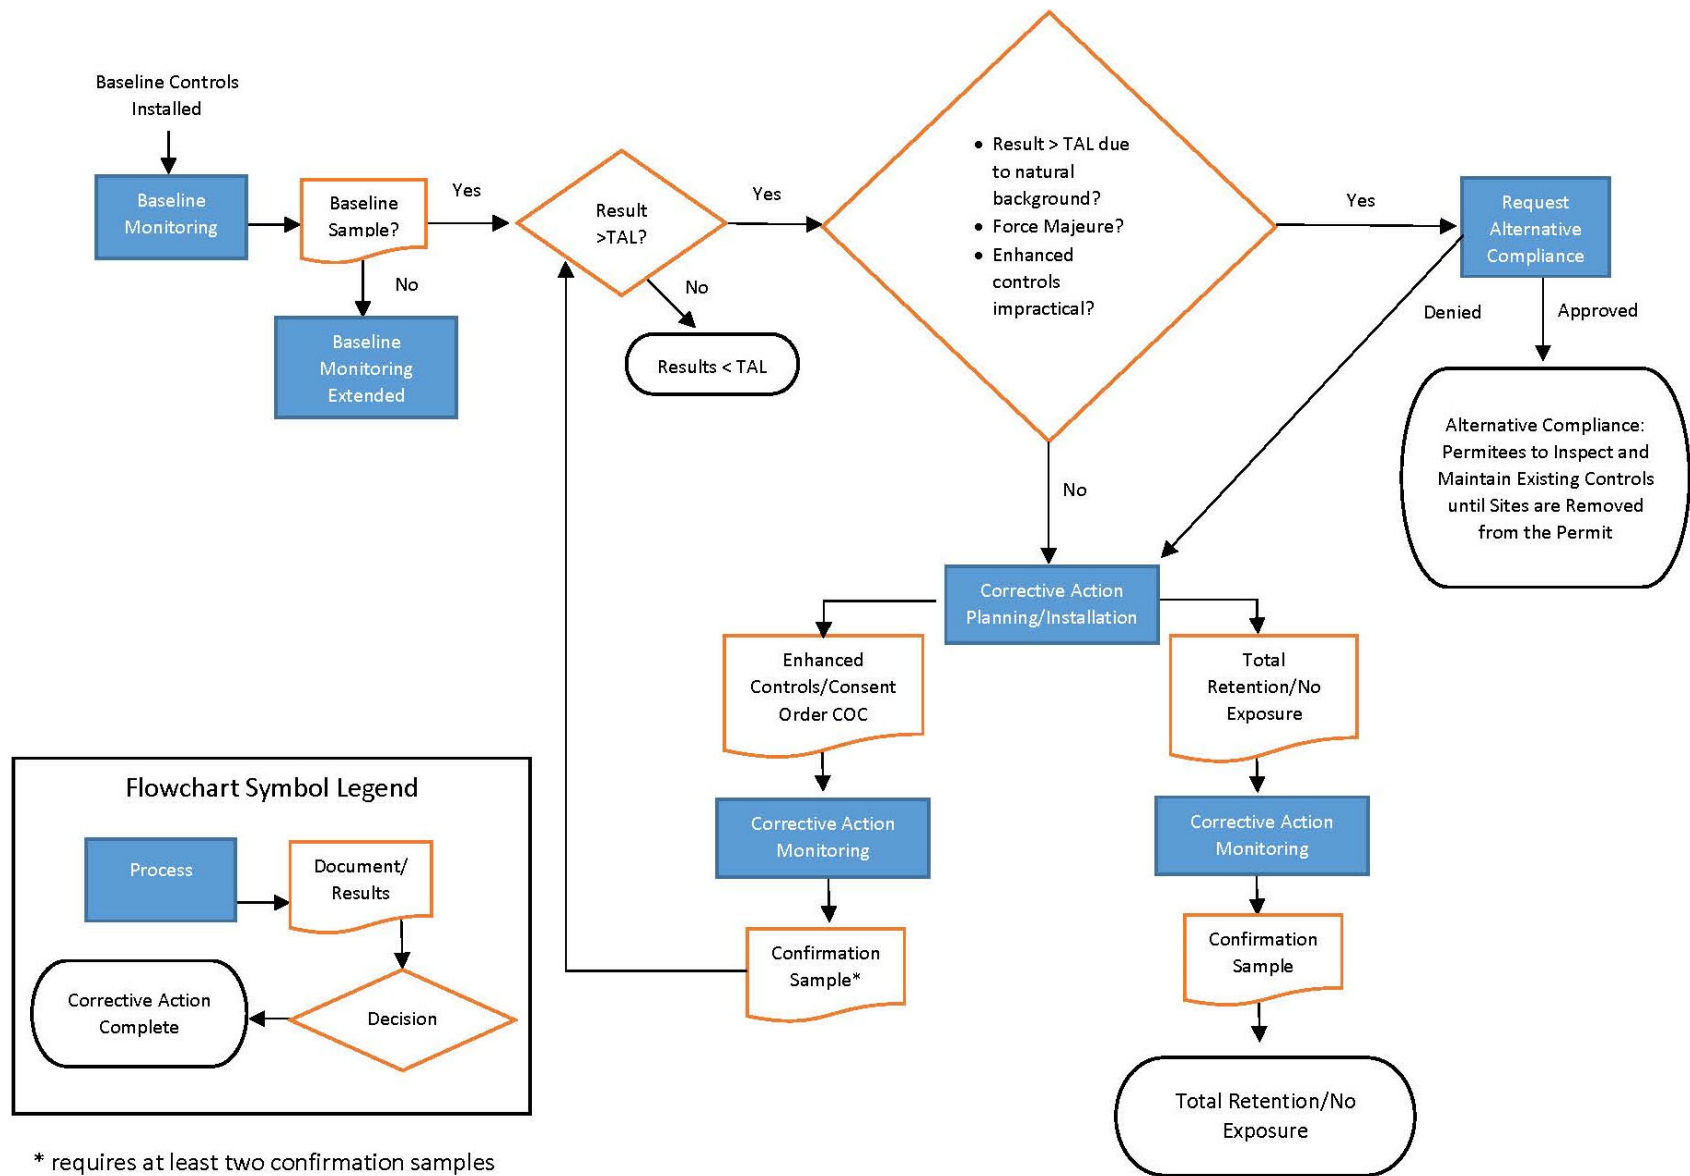 Baseline Controls
Installed
Baseline
Monitoring
Baseline
Sample?
Yes
No
Baseline
Monitoring
Extended
Result
>TAL?
Yes
No
Results < TAL
• Result > TAL due
to natural
background?
• Force Majeure?
• Enhanced
controls
impractical?
Yes
No
Request
Alternative
Compliance
Denied
Approved
Alternative Compliance:
Permitees to Inspect and
Maintain Existing Controls
until Sites are Removed
from the Permit
Corrective Action
Planning/Installation
Enhanced
Controls/Consent
Order COC
Total
Retention/No
Exposure
Corrective Action
Monitoring
Corrective Action
Monitoring
Confirmation
Sample*
Confirmation
Sample
Total Retention/No
Exposure
Flowchart Symbol Legend
Process
Document/
Results
Corrective Action
Complete
Decision
* requires at least two confirmation samples